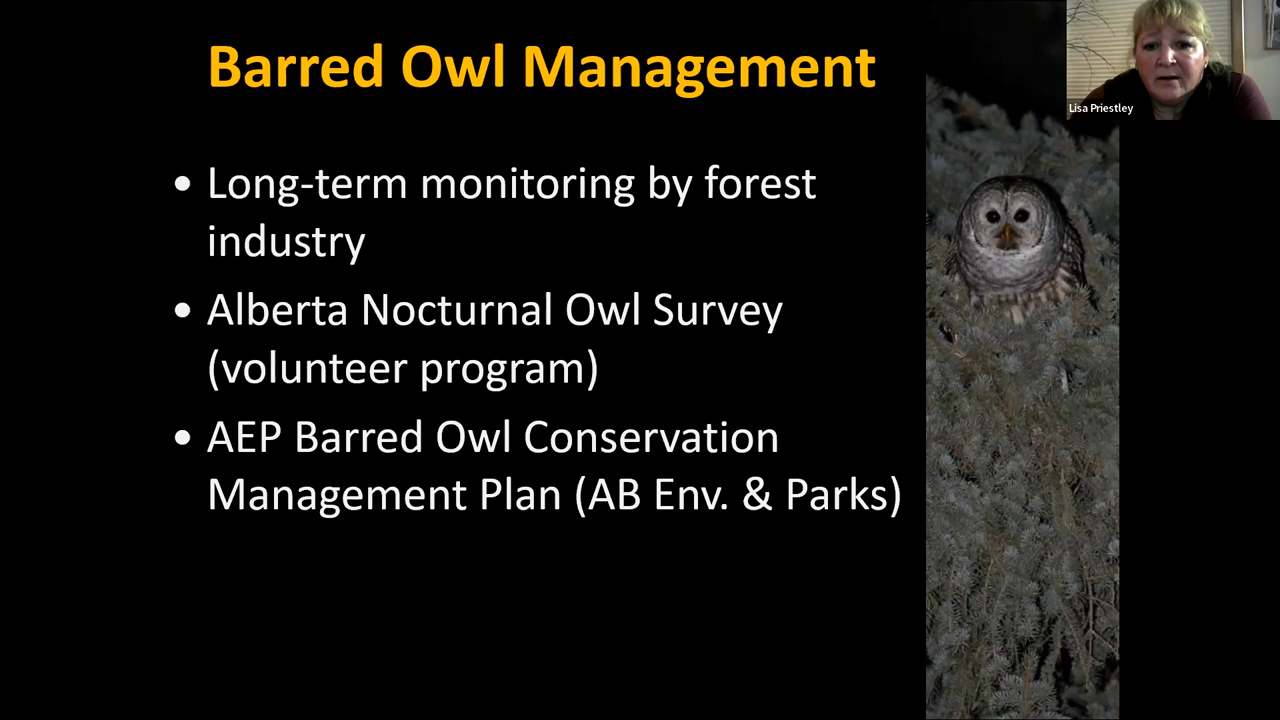 Barred Owl Management
Lisa Priestley
• Long-term monitoring by forest
industry
• Alberta Nocturnal Owl Survey
(volunteer program)
• AEP Barred Owl Conservation
Management Plan (AB Env. & Parks)